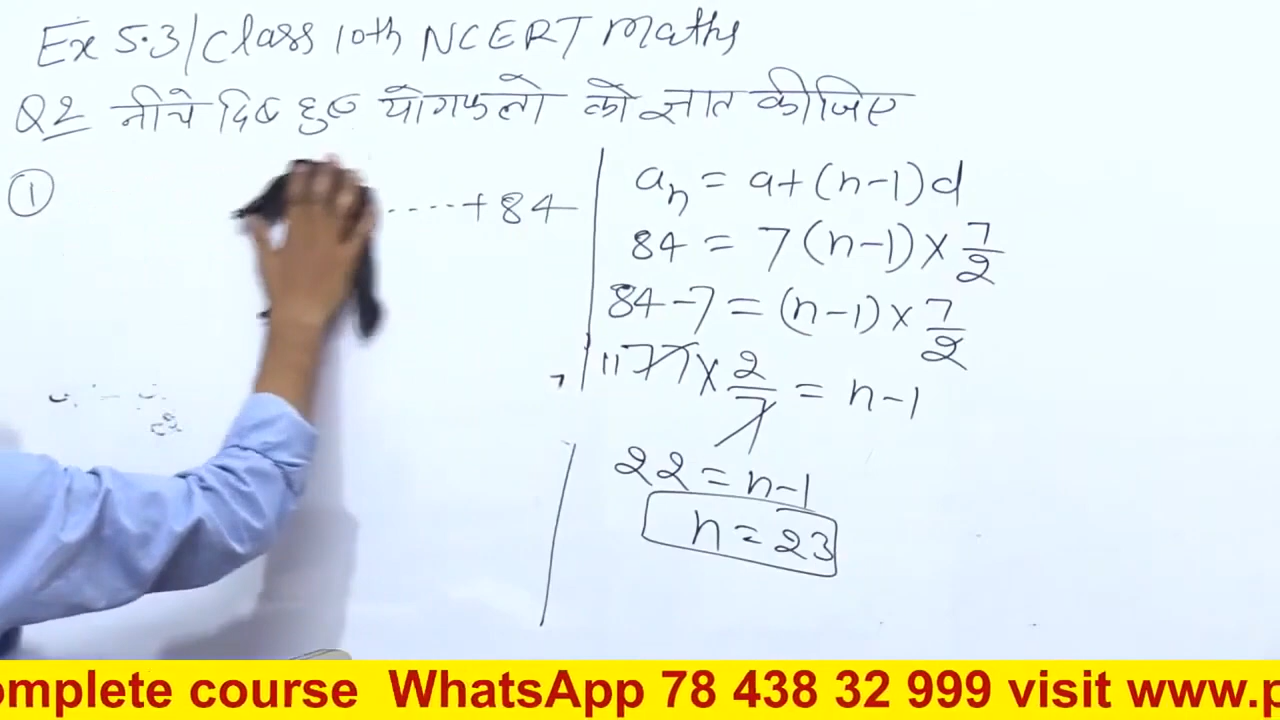 Ex 5.3/Class 10th NCERT Maths
Q2 नीचे दिए हुए योगफलो को ज्ञात कीजिए
①
.....+84
aₙ = a+(n-1)d
84 = 7(n-1)×7/2
84-7=(n-1)×7/2
11 77×2/7 = n-1
22=n-1
n=23
omplete course WhatsApp 78 438 32 999 visit www.p